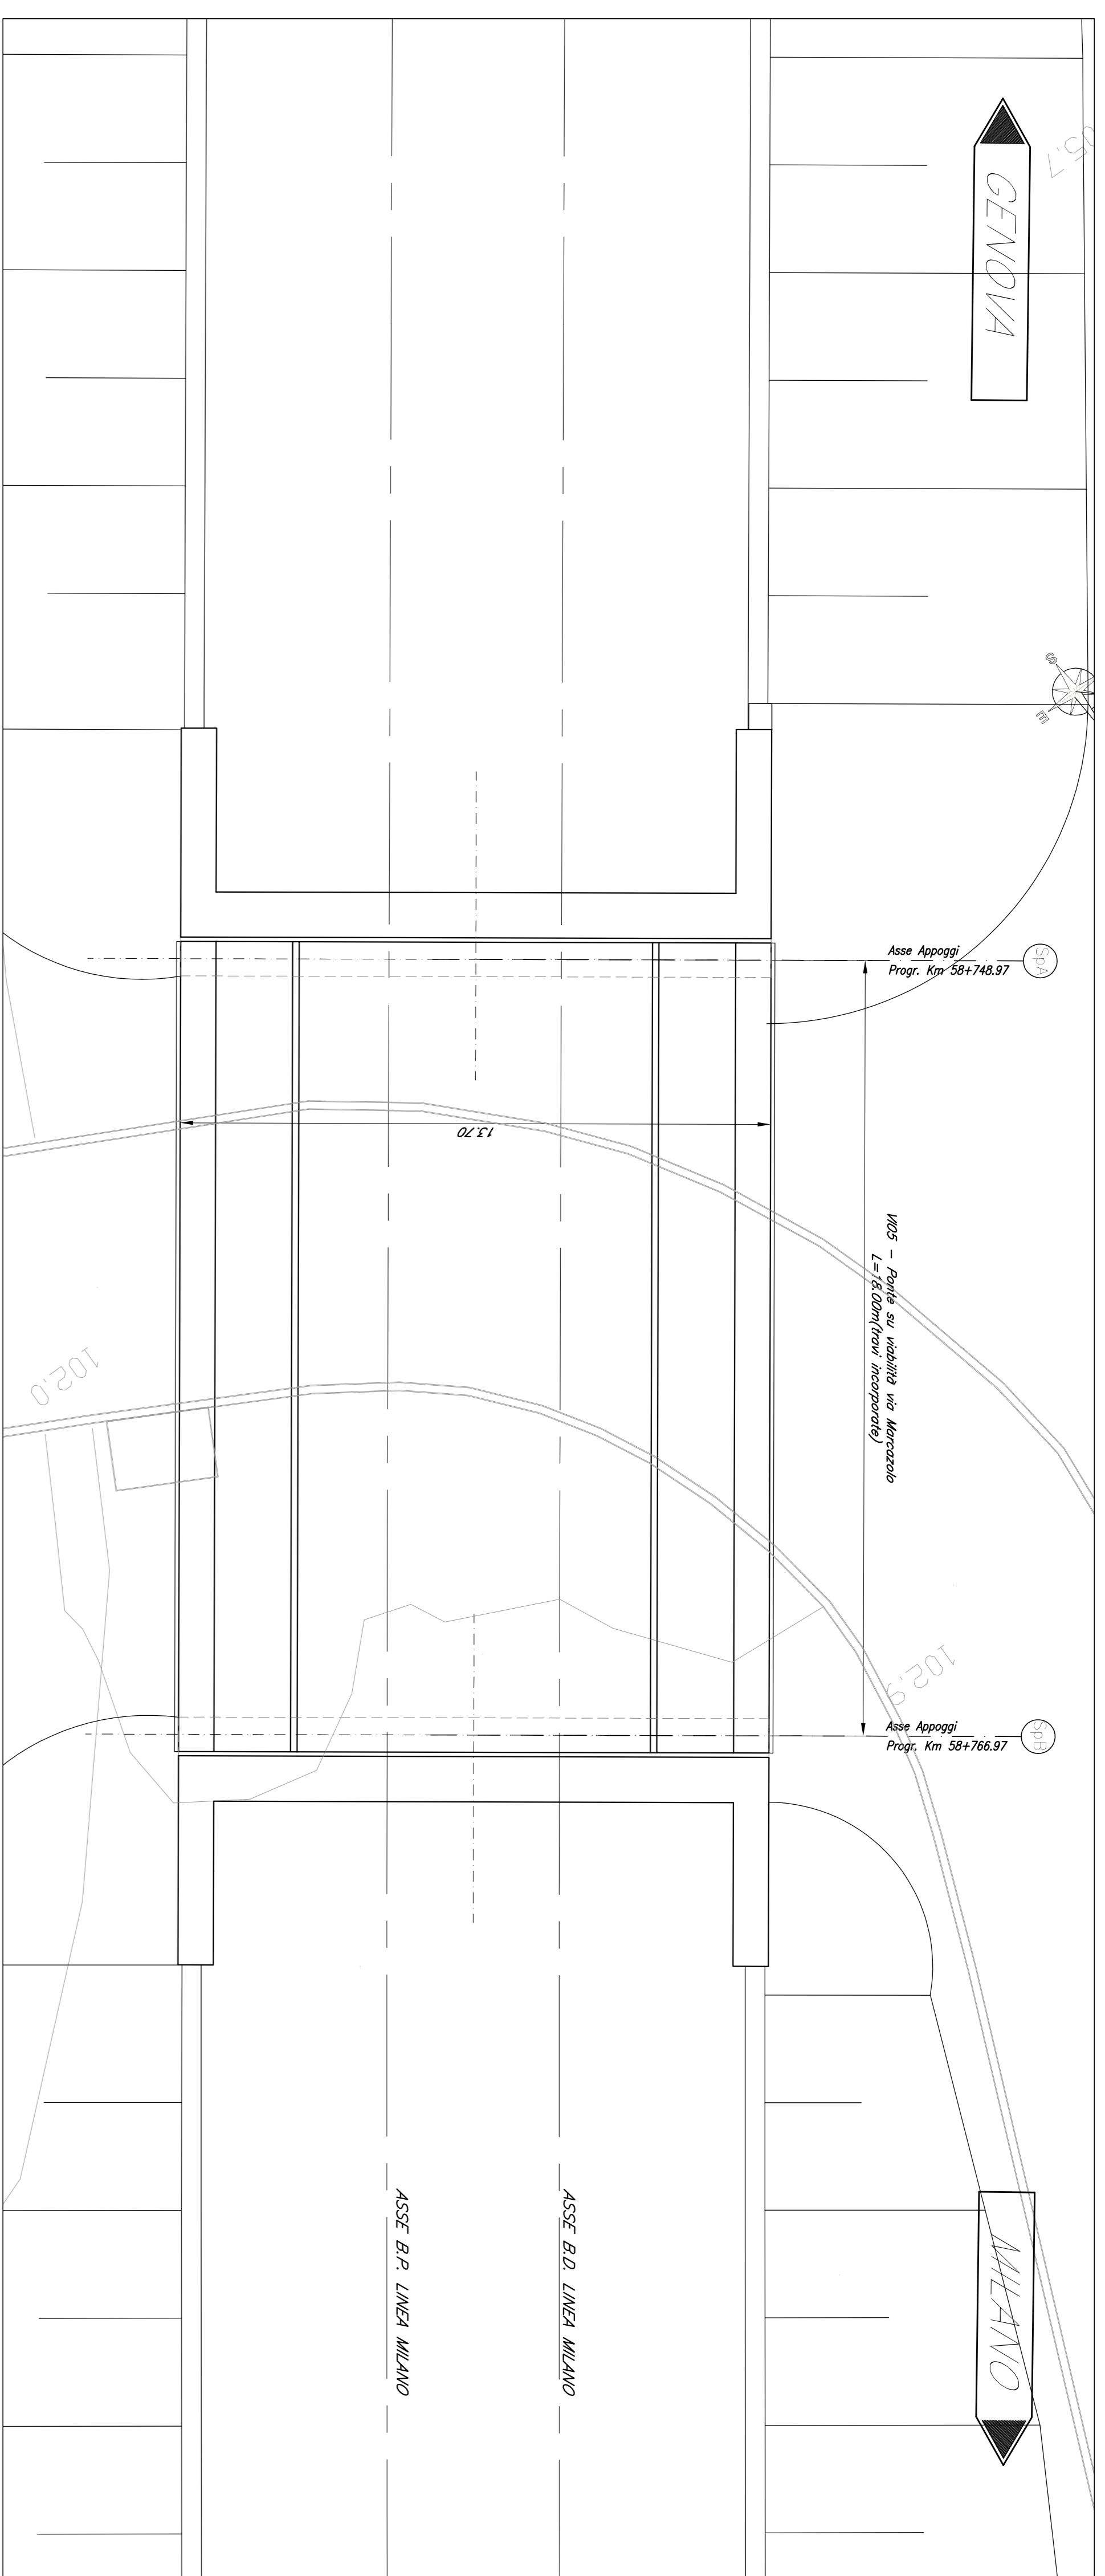 GENOVA
05.7
S
E
Asse Appoggi
Progr. Km 58+748.97
SpA
13.70
VI05 - Ponte su viabilità via Marcazolo
L=18.00m(travi incorporate)
102.0
102.9
Asse Appoggi
Progr. Km 58+766.97
SpB
ASSE B.P. LINEA MILANO
ASSE B.D. LINEA MILANO
MILANO